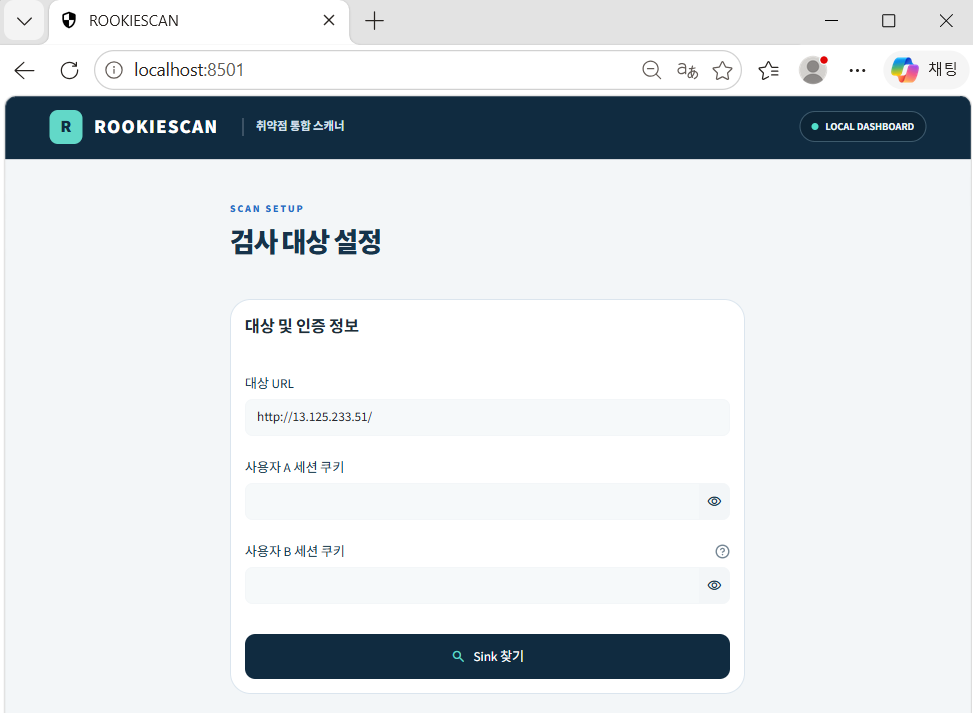 ROOKIESCAN
localhost:8501
채팅
R
ROOKIESCAN
취약점 통합 스캐너
LOCAL DASHBOARD
SCAN SETUP
검사 대상 설정
대상 및 인증 정보
대상 URL
http://13.125.233.51/
사용자 A 세션 쿠키
사용자 B 세션 쿠키
Sink 찾기